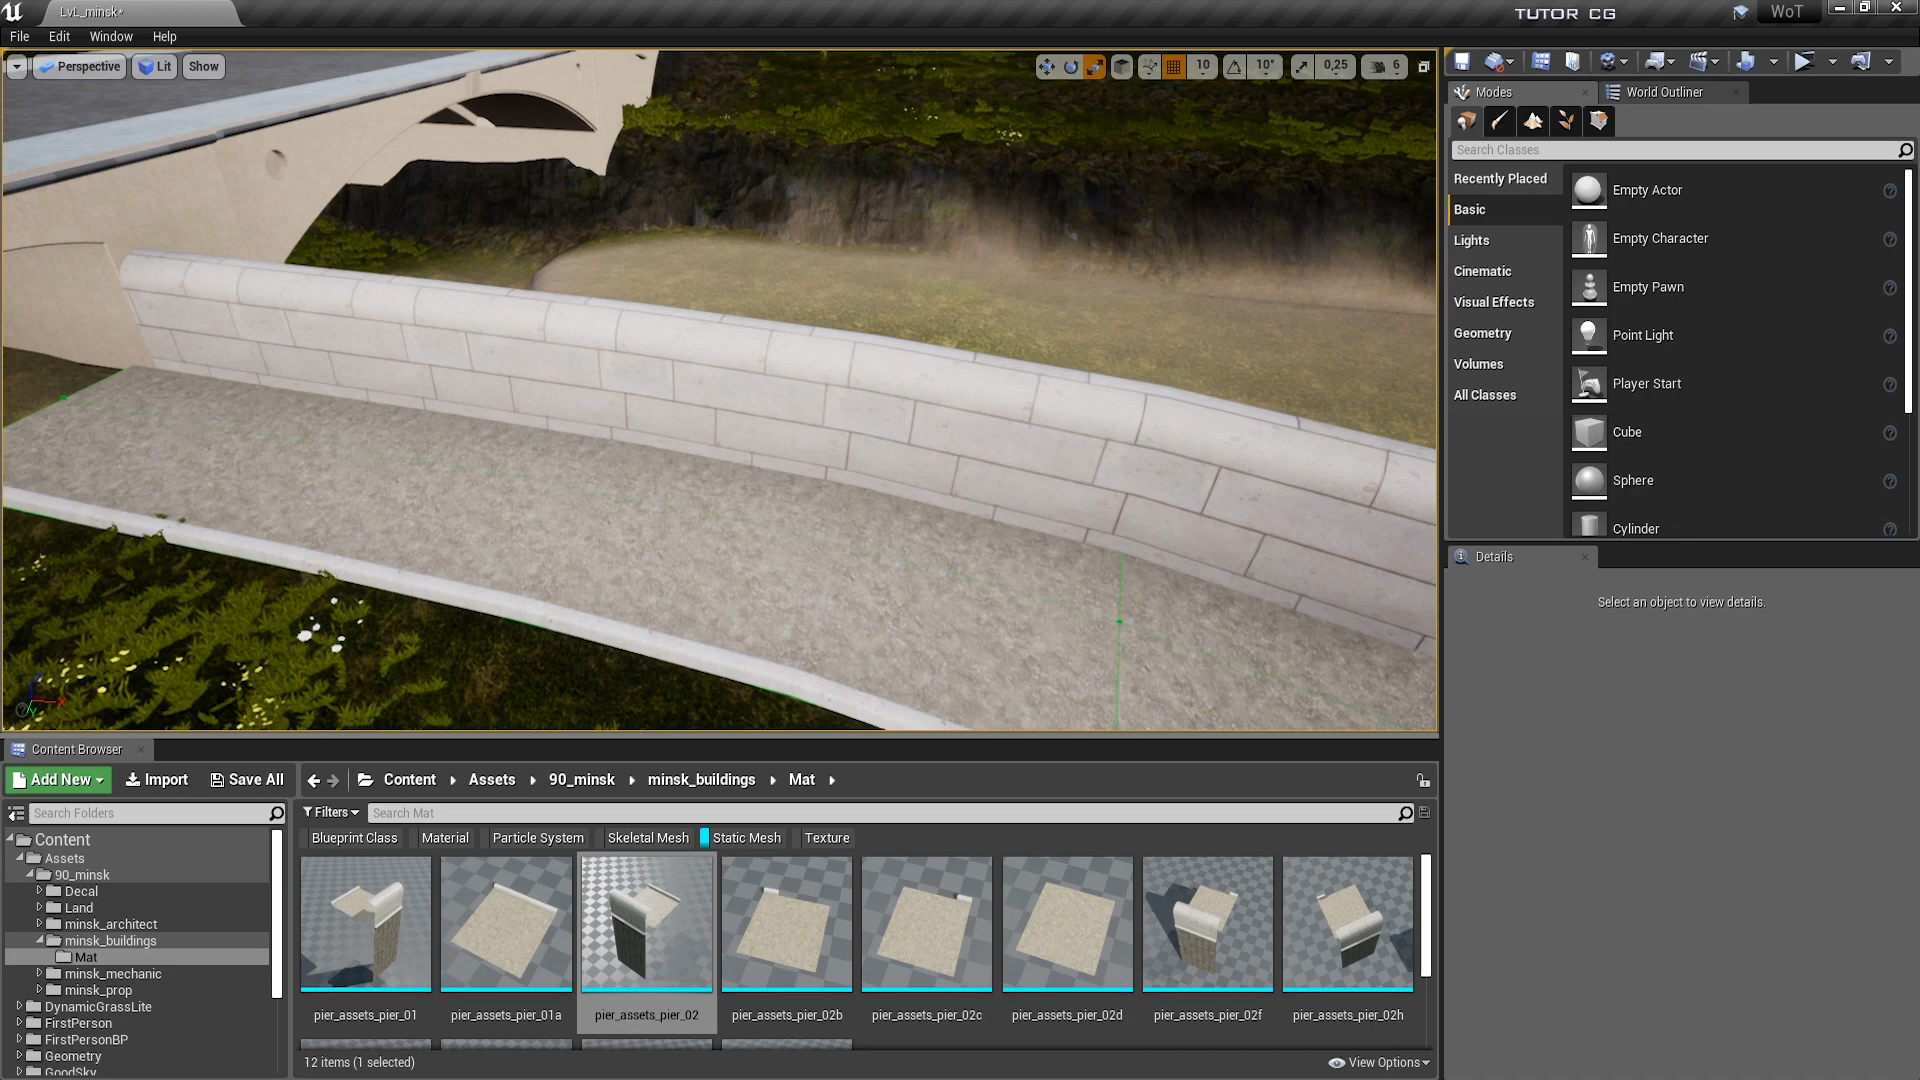 LvL_minsk*
TUTOR CG
WoT
File Edit Window Help
Perspective Lit Show
10 10° 0,25 6
Modes
World Outliner
Search Classes
Recently Placed
Basic
Lights
Cinematic
Visual Effects
Geometry
Volumes
All Classes
Empty Actor
Empty Character
Empty Pawn
Point Light
Player Start
Cube
Sphere
Cylinder
Details
Select an object to view details.
Content Browser
Add New Import Save All Content Assets 90_minsk minsk_buildings Mat
Search Folders
Filters Search Mat
Blueprint Class Material Particle System Skeletal Mesh Static Mesh Texture
Content
Assets
90_minsk
Decal
Land
minsk_architect
minsk_buildings
Mat
minsk_mechanic
minsk_prop
DynamicGrassLite
FirstPerson
FirstPersonBP
Geometry
GoodSky
pier_assets_pier_01 pier_assets_pier_01a pier_assets_pier_02 pier_assets_pier_02b pier_assets_pier_02c pier_assets_pier_02d pier_assets_pier_02f pier_assets_pier_02h
12 items (1 selected)
View Options